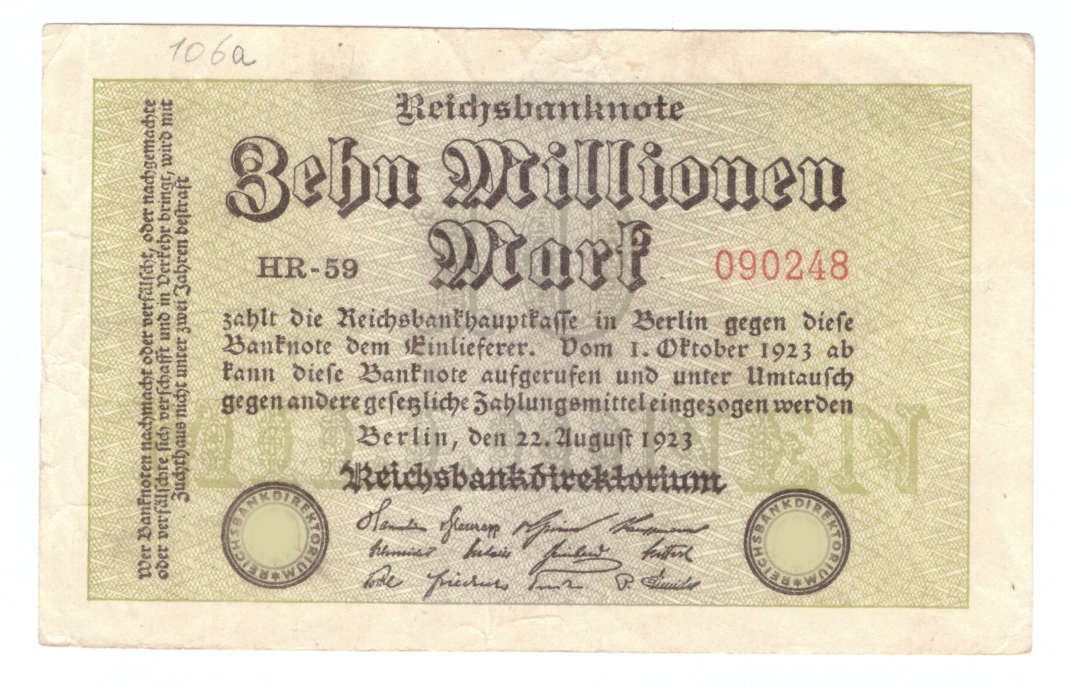 106a
Reichsbanknote
Zehn Millionen
Mark
HR-59
090248
zahlt die Reichsbankhauptkasse in Berlin gegen diese
Banknote dem Einlieferer. Vom 1. Oktober 1923 ab
kann diese Banknote aufgerufen und unter Umtausch
gegen andere gesetzliche Zahlungsmittel eingezogen werden
Berlin, den 22. August 1923
Reichsbankdirektorium
Wer Banknoten nachmacht oder verfälscht, oder nachgemachte
oder verfälschte sich verschafft und in Verkehr bringt, wird mit
Zuchthaus nicht unter zwei Jahren bestraft
REICHSBANKDIREKTORIUM
REICHSBANKDIREKTORIUM